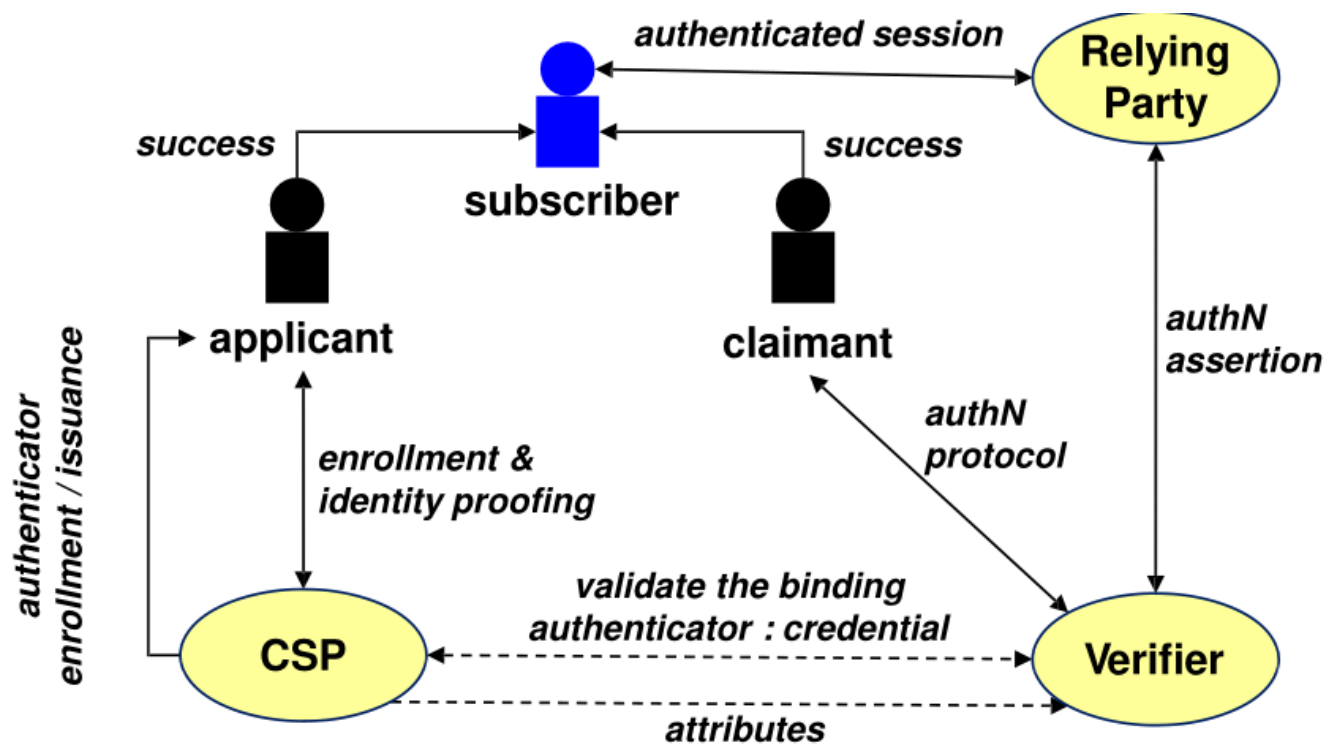 authenticated session
Relying
Party
success
success
subscriber
applicant
claimant
authN
assertion
authenticator
enrollment / issuance
authN
protocol
enrollment &
identity proofing
validate the binding
authenticator : credential
CSP
Verifier
attributes